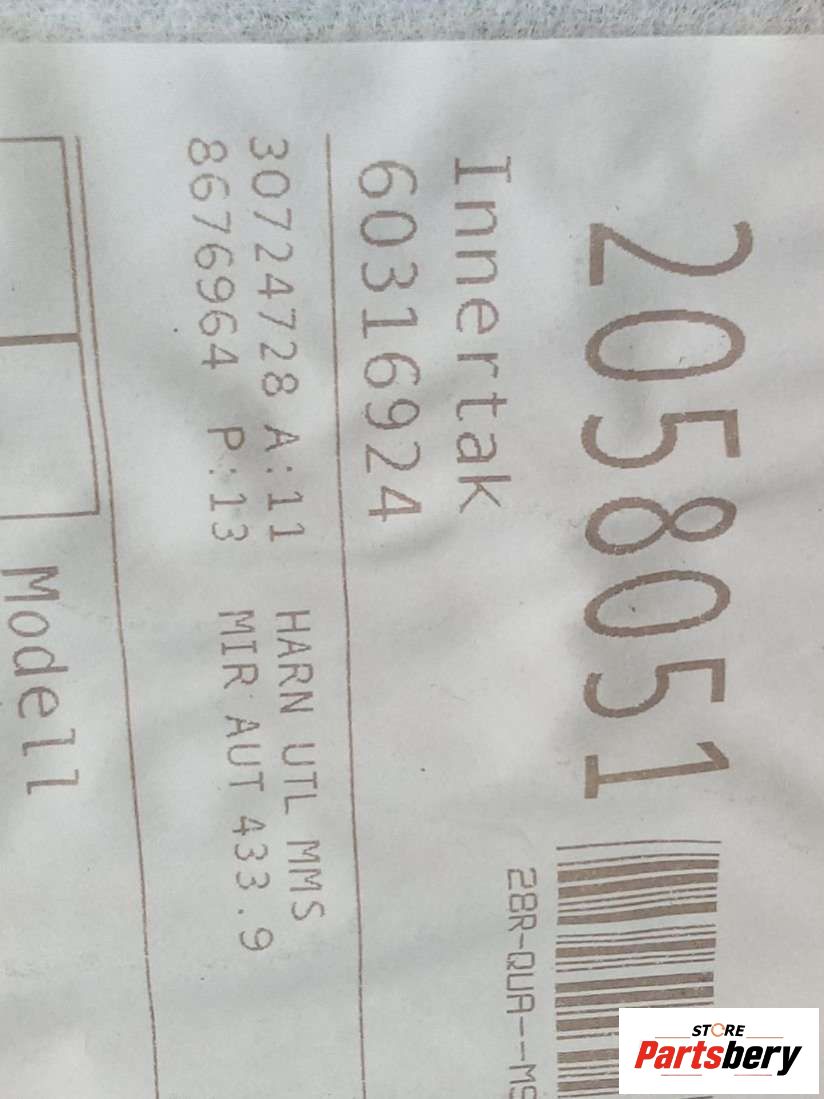 2058051
28R-QUA--MS
Innertak
60316924
30724728 A:11 HARN UTL MMS
8676964 P:13 MIR AUT 433.9
Modell
STORE
Partsbery